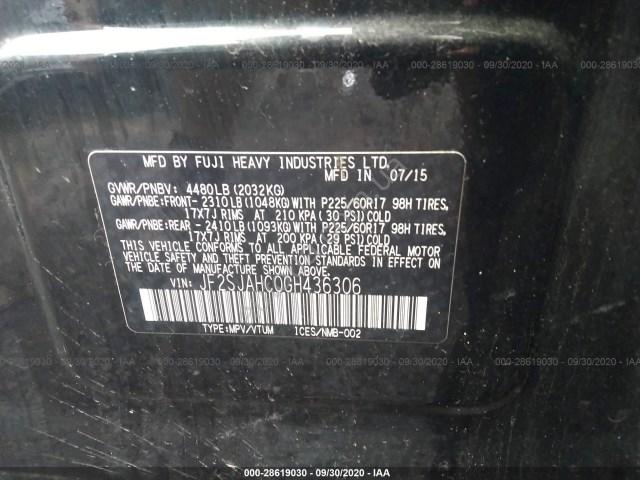 000-28619030 - 09/30/2020 - IAA
MFD BY FUJI HEAVY INDUSTRIES LTD.
MFD IN 07/15
GVWR/PNBV: 4480LB(2032KG)
GAWR/PNBE:FRONT- 2310LB(1048KG)WITH P225/60R17 98H TIRES,
17X7J RIMS AT 210 KPA(30 PSI)COLD
GAWR/PNBE:REAR - 2410LB(1093KG)WITH P225/60R17 98H TIRES,
17X7J RIMS AT 200 KPA(29 PSI)COLD
THIS VEHICLE CONFORMS TO ALL APPLICABLE FEDERAL MOTOR
VEHICLE SAFETY, BUMPER, AND THEFT PREVENTION STANDARDS
IN EFFECT ON THE DATE OF MANUFACTURE SHOWN ABOVE.
VIN: JF2SJAHC0GH436306
TYPE:MPV/VTUM ICES/NMB-002
000-28619030 - 09/30/2020 - IAA